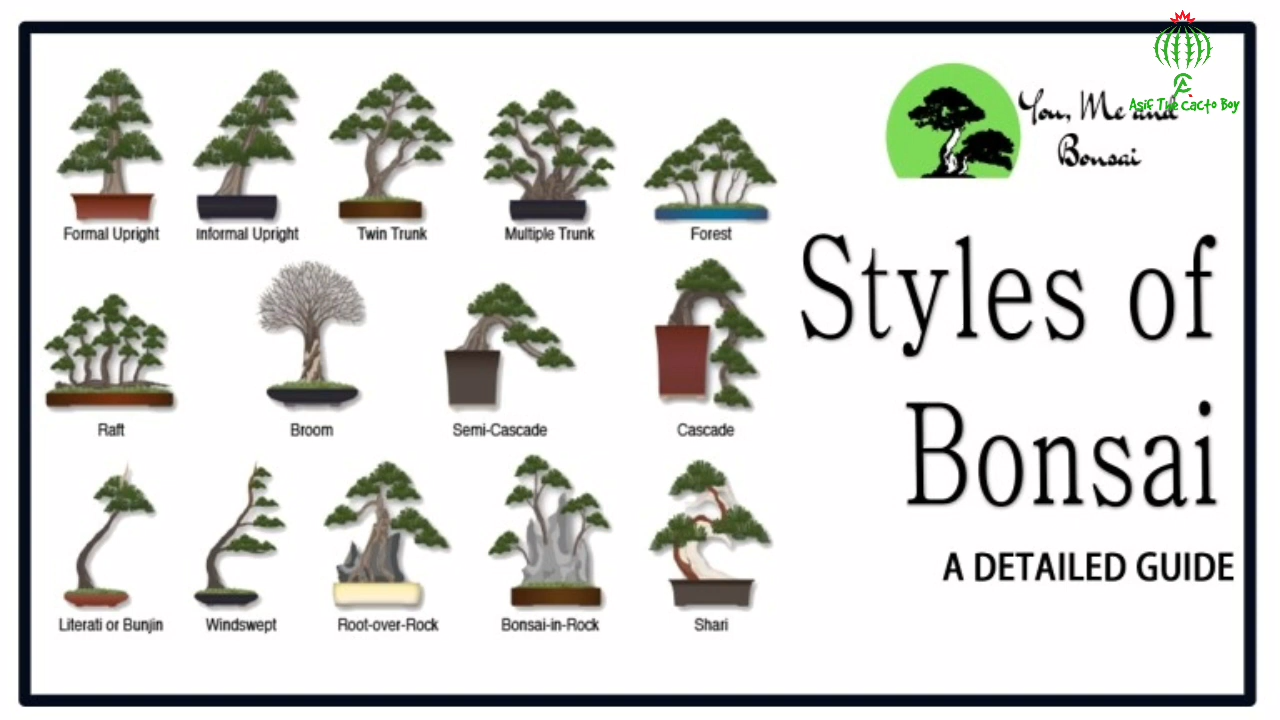 Formal Upright
Informal Upright
Twin Trunk
Multiple Trunk
Forest
Raft
Broom
Semi-Cascade
Cascade
Literati or Bunjin
Windswept
Root-over-Rock
Bonsai-in-Rock
Shari
You, Me and
Bonsai
Asif The Cacto Boy
Styles of
Bonsai
A DETAILED GUIDE